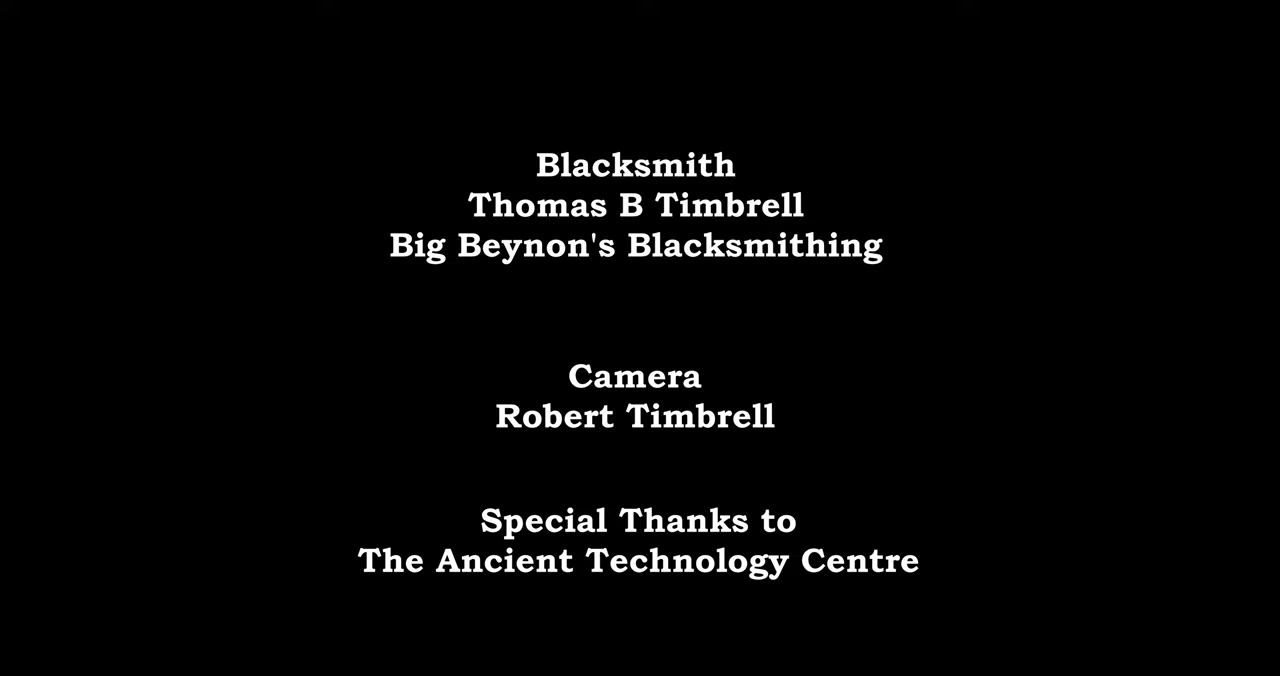 Blacksmith
Thomas B Timbrell
Big Beynon's Blacksmithing
Camera
Robert Timbrell
Special Thanks to
The Ancient Technology Centre